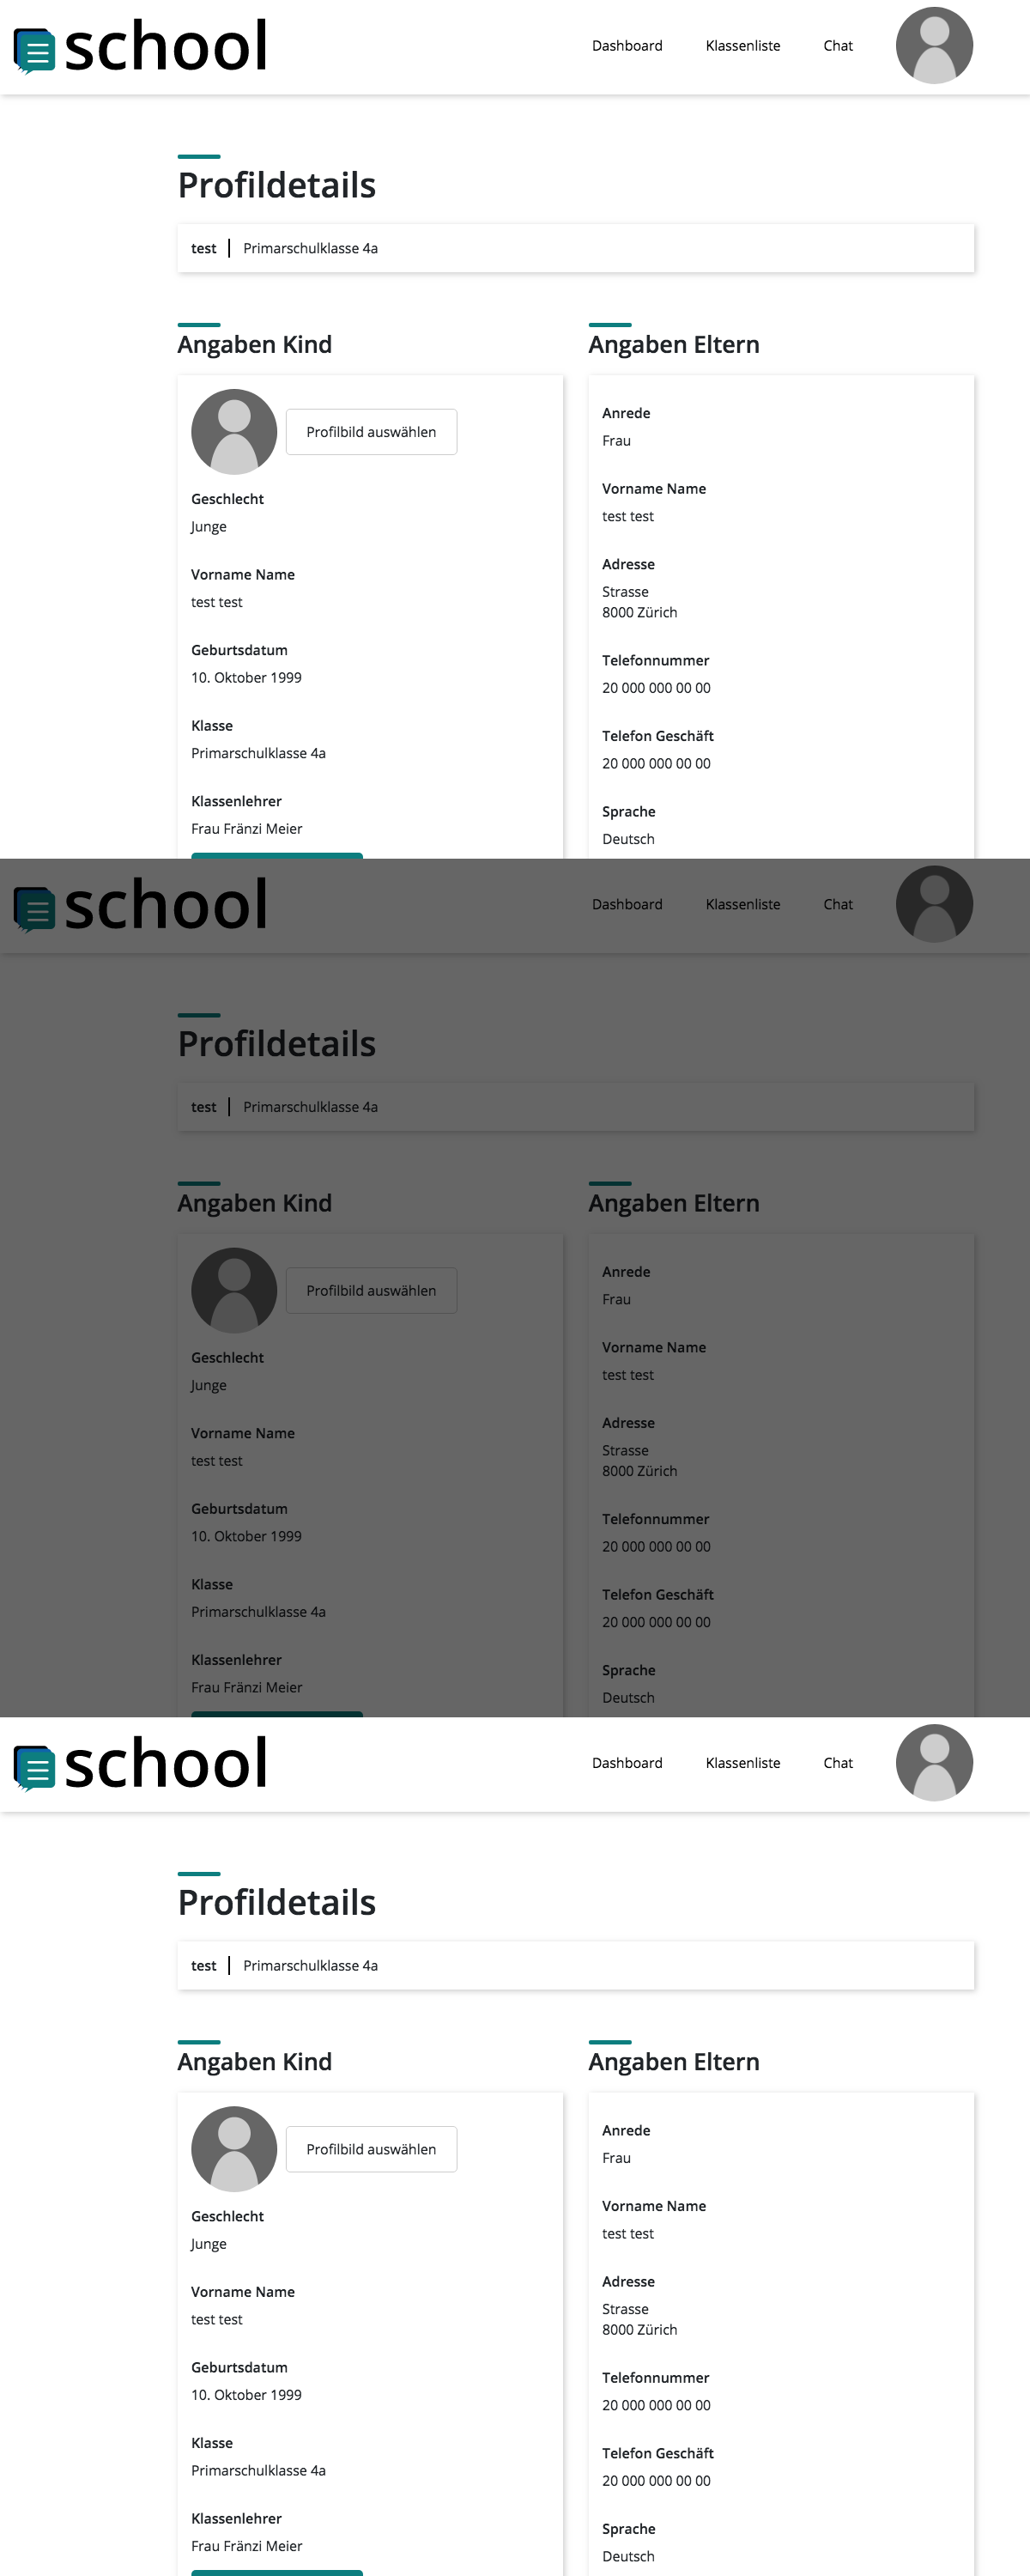 school
Dashboard Klassenliste Chat
Profildetails
test Primarschulklasse 4a
Angaben Kind
Profilbild auswählen
Geschlecht
Junge
Vorname Name
test test
Geburtsdatum
10. Oktober 1999
Klasse
Primarschulklasse 4a
Klassenlehrer
Frau Fränzi Meier
Angaben Eltern
Anrede
Frau
Vorname Name
test test
Adresse
Strasse
8000 Zürich
Telefonnummer
20 000 000 00 00
Telefon Geschäft
20 000 000 00 00
Sprache
Deutsch
school
Dashboard Klassenliste Chat
Profildetails
test Primarschulklasse 4a
Angaben Kind
Profilbild auswählen
Geschlecht
Junge
Vorname Name
test test
Geburtsdatum
10. Oktober 1999
Klasse
Primarschulklasse 4a
Klassenlehrer
Frau Fränzi Meier
Angaben Eltern
Anrede
Frau
Vorname Name
test test
Adresse
Strasse
8000 Zürich
Telefonnummer
20 000 000 00 00
Telefon Geschäft
20 000 000 00 00
Sprache
Deutsch
school
Dashboard Klassenliste Chat
Profildetails
test Primarschulklasse 4a
Angaben Kind
Profilbild auswählen
Geschlecht
Junge
Vorname Name
test test
Geburtsdatum
10. Oktober 1999
Klasse
Primarschulklasse 4a
Klassenlehrer
Frau Fränzi Meier
Angaben Eltern
Anrede
Frau
Vorname Name
test test
Adresse
Strasse
8000 Zürich
Telefonnummer
20 000 000 00 00
Telefon Geschäft
20 000 000 00 00
Sprache
Deutsch